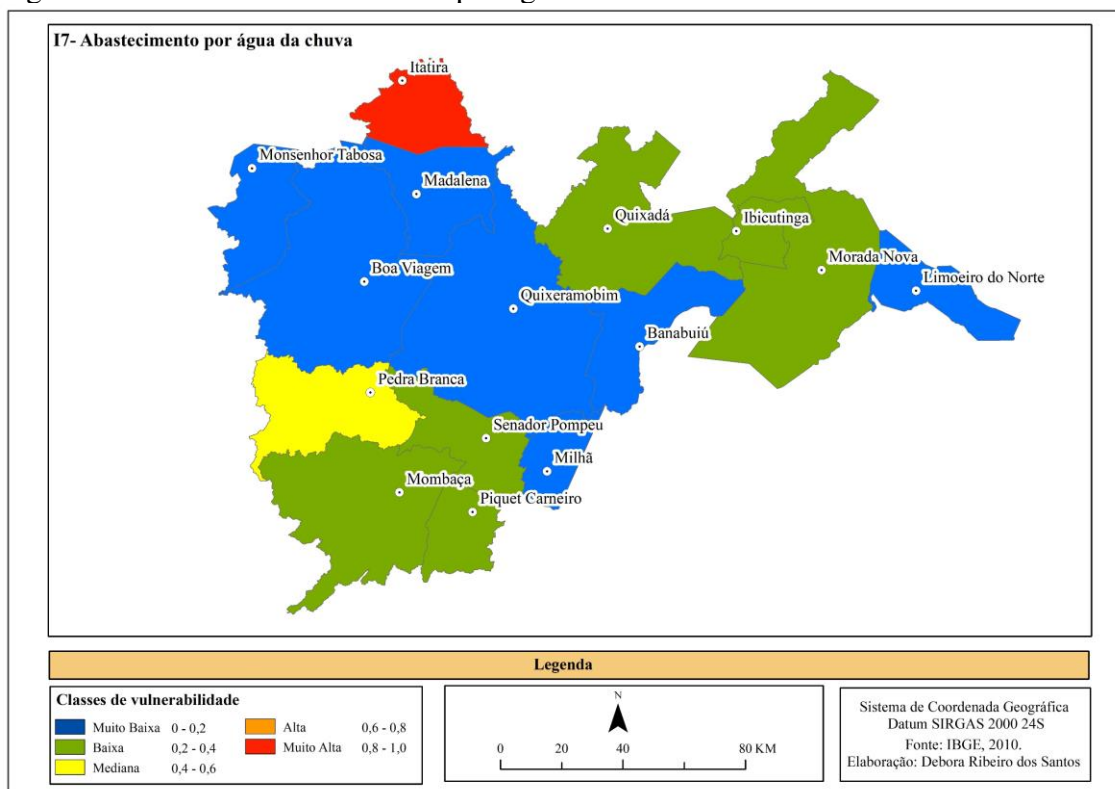 I7- Abastecimento por água da chuva
Itatira
Monsenhor Tabosa
Madalena
Quixadá
Ibicutinga
Morada Nova
Boa Viagem
Limoeiro do Norte
Quixeramobim
Banabuiú
Pedra Branca
Senador Pompeu
Milhã
Mombaça
Piquet Carneiro
Legenda
Classes de vulnerabilidade
Muito Baixa 0 - 0,2
Baixa 0,2 - 0,4
Mediana 0,4 - 0,6
Alta 0,6 - 0,8
Muito Alta 0,8 - 1,0
N
0 20 40 80 KM
Sistema de Coordenada Geográfica
Datum SIRGAS 2000 24S
Fonte: IBGE, 2010.
Elaboração: Debora Ribeiro dos Santos